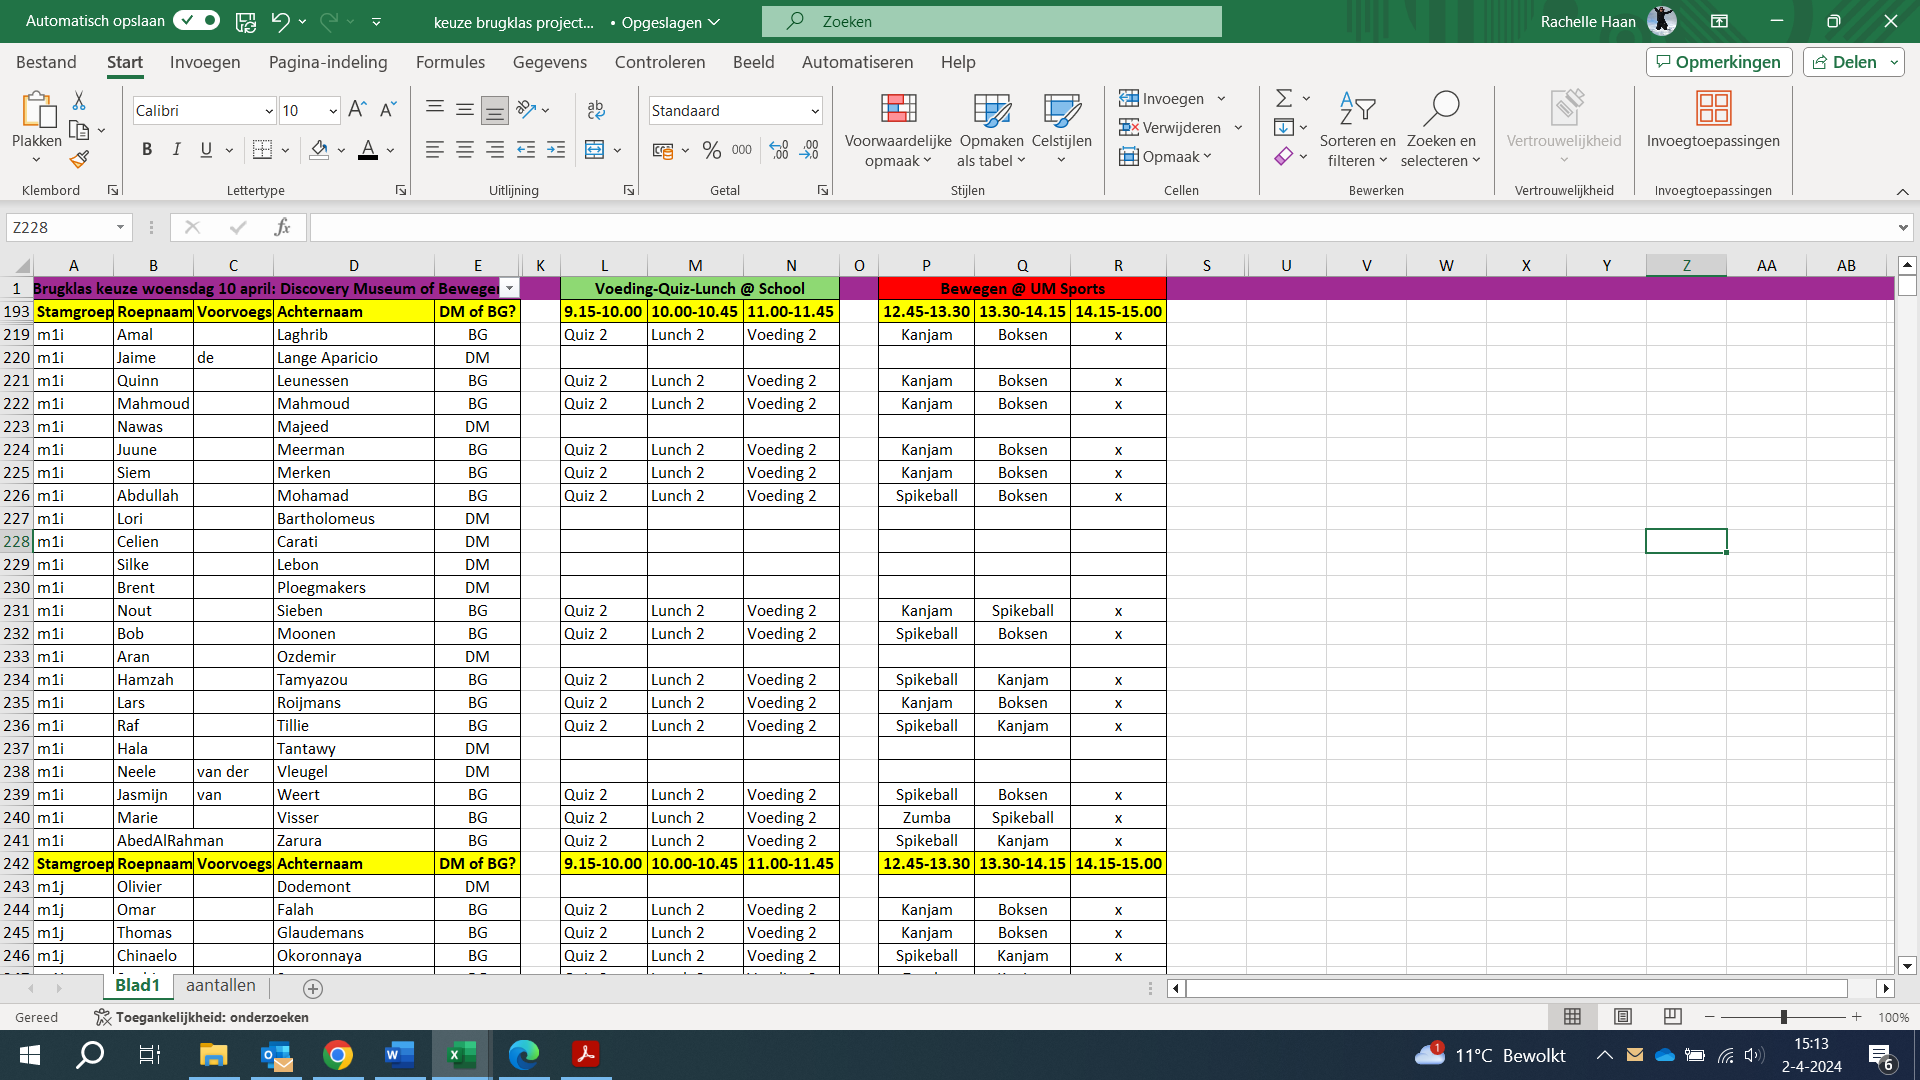 Automatisch opslaan keuze brugklas project... • Opgeslagen Zoeken Rachelle Haan
Bestand Start Invoegen Pagina-indeling Formules Gegevens Controleren Beeld Automatiseren Help Opmerkingen Delen
Plakken Calibri 10 Standaard Voorwaardelijke opmaak Opmaken als tabel Celstijlen Invoegen Verwijderen Opmaak Sorteren en filteren Zoeken en selecteren Vertrouwelijkheid Invoegtoepassingen
Klembord Lettertype Uitlijning Getal Stijlen Cellen Bewerken Vertrouwelijkheid Invoegtoepassingen
Z228 fx
A B C D E K L M N O P Q R S U V W X Y Z AA AB
1 Brugklas keuze woensdag 10 april: Discovery Museum of Bewegen Voeding-Quiz-Lunch @ School Bewegen @ UM Sports
193 Stamgroep Roepnaam Voorvoegs Achternaam DM of BG? 9.15-10.00 10.00-10.45 11.00-11.45 12.45-13.30 13.30-14.15 14.15-15.00
219 m1i Amal Laghrib BG Quiz 2 Lunch 2 Voeding 2 Kanjam Boksen x
220 m1i Jaime de Lange Aparicio DM
221 m1i Quinn Leunessen BG Quiz 2 Lunch 2 Voeding 2 Kanjam Boksen x
222 m1i Mahmoud Mahmoud BG Quiz 2 Lunch 2 Voeding 2 Kanjam Boksen x
223 m1i Nawas Majeed DM
224 m1i Juune Meerman BG Quiz 2 Lunch 2 Voeding 2 Kanjam Boksen x
225 m1i Siem Merken BG Quiz 2 Lunch 2 Voeding 2 Kanjam Boksen x
226 m1i Abdullah Mohamad BG Quiz 2 Lunch 2 Voeding 2 Spikeball Boksen x
227 m1i Lori Bartholomeus DM
228 m1i Celien Carati DM
229 m1i Silke Lebon DM
230 m1i Brent Ploegmakers DM
231 m1i Nout Sieben BG Quiz 2 Lunch 2 Voeding 2 Kanjam Spikeball x
232 m1i Bob Moonen BG Quiz 2 Lunch 2 Voeding 2 Spikeball Boksen x
233 m1i Aran Ozdemir DM
234 m1i Hamzah Tamyazou BG Quiz 2 Lunch 2 Voeding 2 Spikeball Kanjam x
235 m1i Lars Roijmans BG Quiz 2 Lunch 2 Voeding 2 Kanjam Boksen x
236 m1i Raf Tillie BG Quiz 2 Lunch 2 Voeding 2 Spikeball Kanjam x
237 m1i Hala Tantawy DM
238 m1i Neele van der Vleugel DM
239 m1i Jasmijn van Weert BG Quiz 2 Lunch 2 Voeding 2 Spikeball Boksen x
240 m1i Marie Visser BG Quiz 2 Lunch 2 Voeding 2 Zumba Spikeball x
241 m1i AbedAlRahman Zarura BG Quiz 2 Lunch 2 Voeding 2 Spikeball Kanjam x
242 Stamgroep Roepnaam Voorvoegs Achternaam DM of BG? 9.15-10.00 10.00-10.45 11.00-11.45 12.45-13.30 13.30-14.15 14.15-15.00
243 m1j Olivier Dodemont DM
244 m1j Omar Falah BG Quiz 2 Lunch 2 Voeding 2 Kanjam Boksen x
245 m1j Thomas Glaudemans BG Quiz 2 Lunch 2 Voeding 2 Kanjam Boksen x
246 m1j Chinaelo Okoronnaya BG Quiz 2 Lunch 2 Voeding 2 Spikeball Kanjam x
Blad1 aantallen
Gereed Toegankelijkheid: onderzoeken 100%
1 11°C Bewolkt 15:13
2-4-2024 6